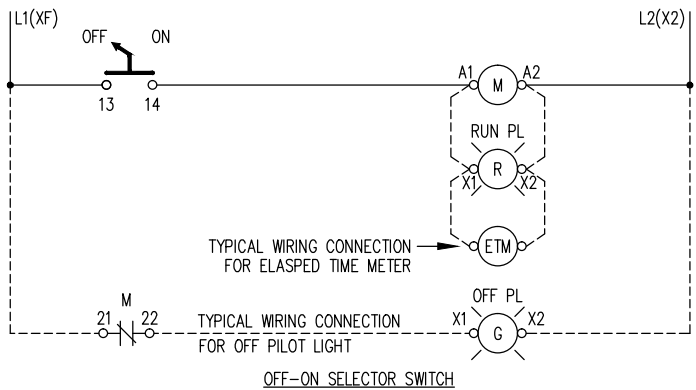 L1(XF)
L2(X2)
OFF ON
13 14
A1 M A2
RUN PL
X1 R X2
TYPICAL WIRING CONNECTION
FOR ELASPED TIME METER
ETM
M
21 22
TYPICAL WIRING CONNECTION
FOR OFF PILOT LIGHT
OFF PL
X1 G X2
OFF-ON SELECTOR SWITCH